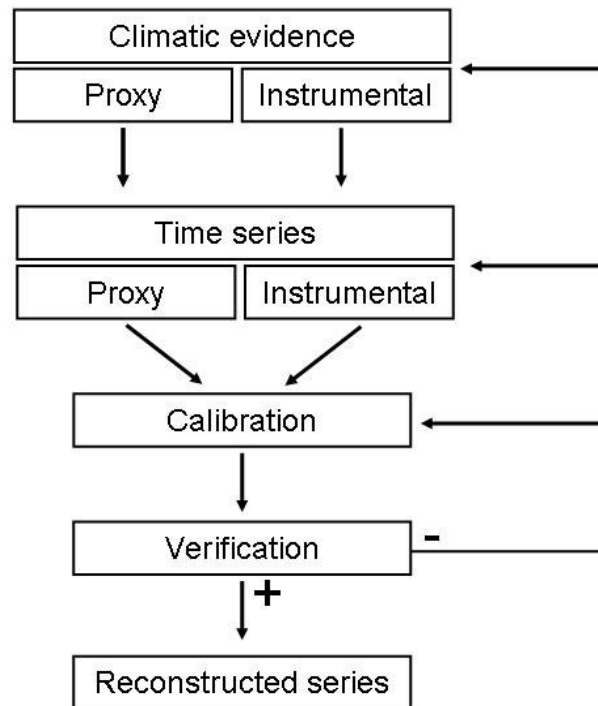 Climatic evidence
Proxy Instrumental
Time series
Proxy Instrumental
Calibration
Verification -
+
Reconstructed series